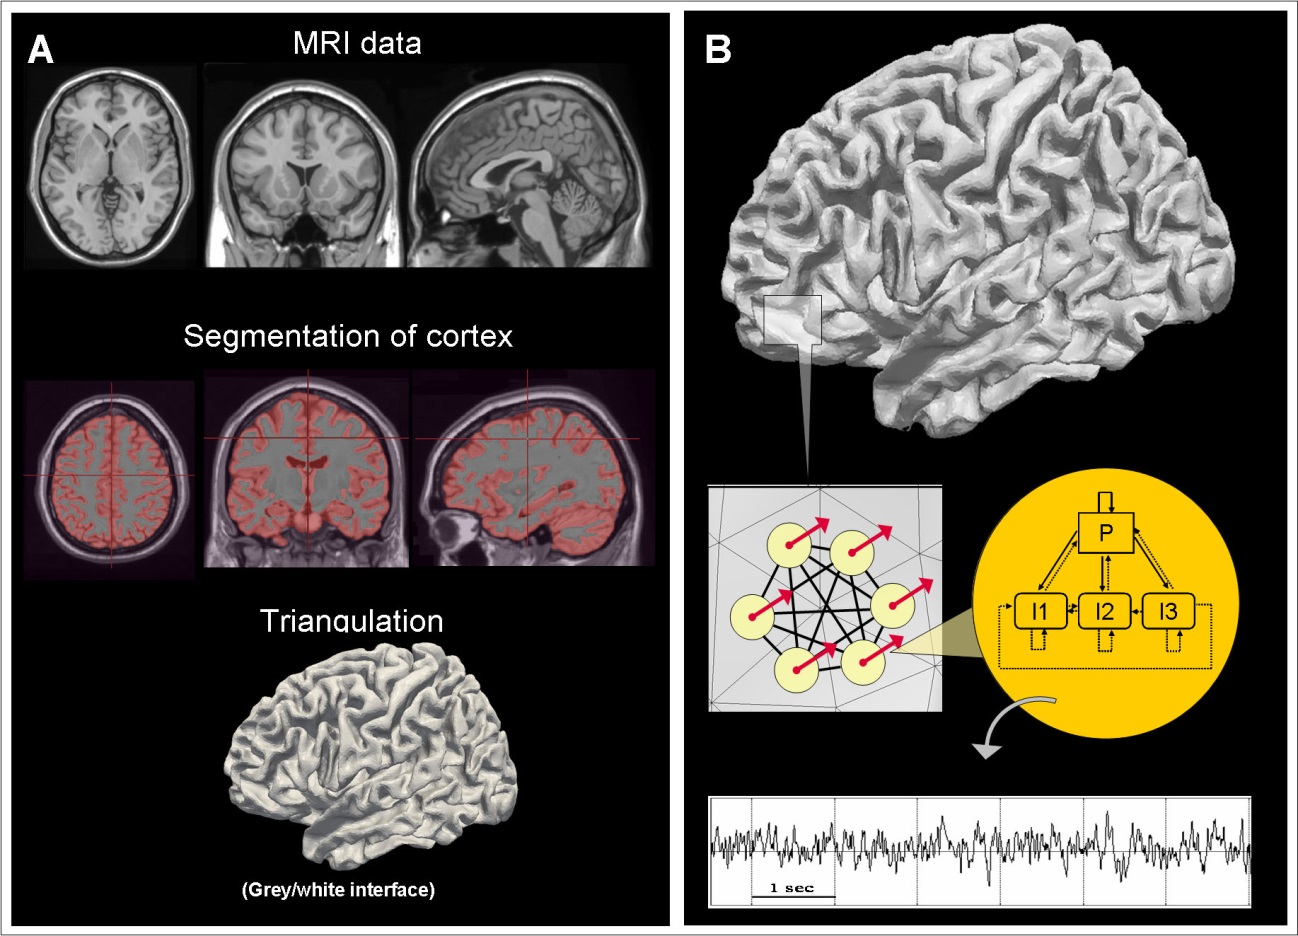 A
MRI data
Segmentation of cortex
Triangulation
(Grey/white interface)
B
P
I1
I2
I3
1 sec